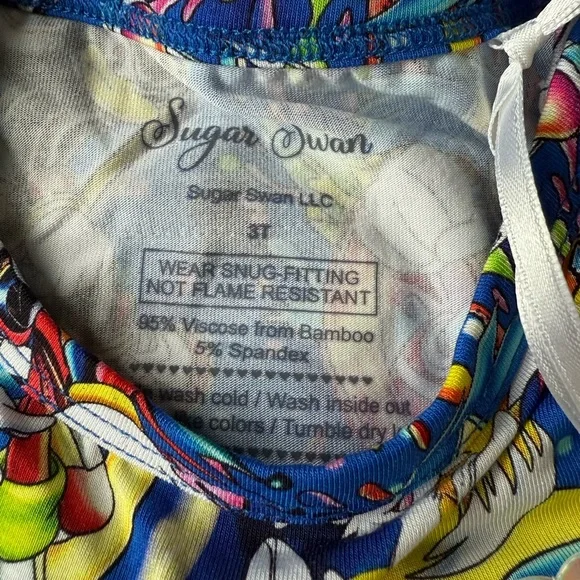 Sugar Swan
Sugar Swan LLC
3T
WEAR SNUG-FITTING
NOT FLAME RESISTANT
95% Viscose from Bamboo
5% Spandex
wash cold / Wash inside out
colors / Tumble dry